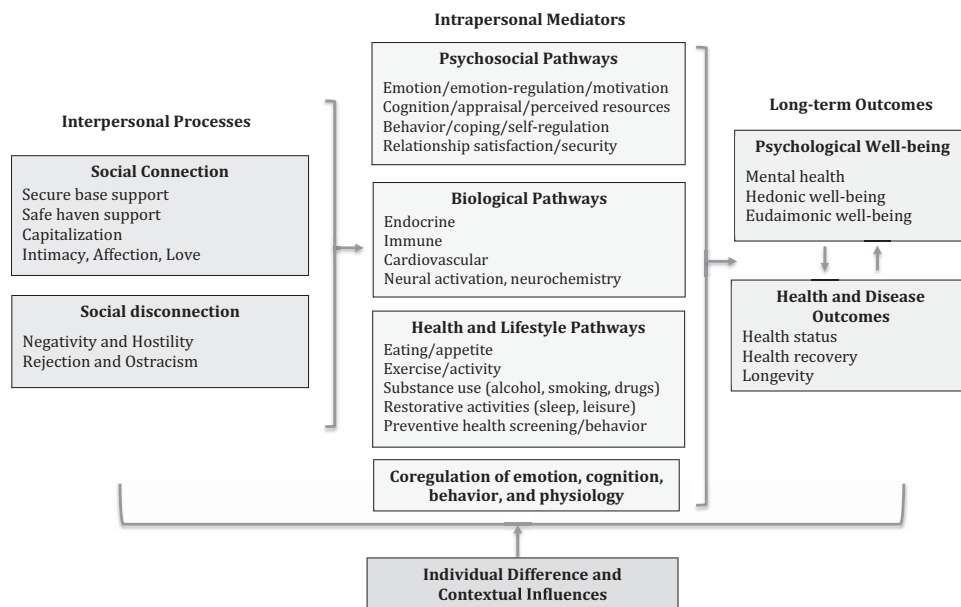 Intrapersonal Mediators
Interpersonal Processes
Social Connection
Secure base support
Safe haven support
Capitalization
Intimacy, Affection, Love
Social disconnection
Negativity and Hostility
Rejection and Ostracism
Psychosocial Pathways
Emotion/emotion-regulation/motivation
Cognition/appraisal/perceived resources
Behavior/coping/self-regulation
Relationship satisfaction/security
Biological Pathways
Endocrine
Immune
Cardiovascular
Neural activation, neurochemistry
Health and Lifestyle Pathways
Eating/appetite
Exercise/activity
Substance use (alcohol, smoking, drugs)
Restorative activities (sleep, leisure)
Preventive health screening/behavior
Coregulation of emotion, cognition,
behavior, and physiology
Long-term Outcomes
Psychological Well-being
Mental health
Hedonic well-being
Eudaimonic well-being
Health and Disease
Outcomes
Health status
Health recovery
Longevity
Individual Difference and
Contextual Influences